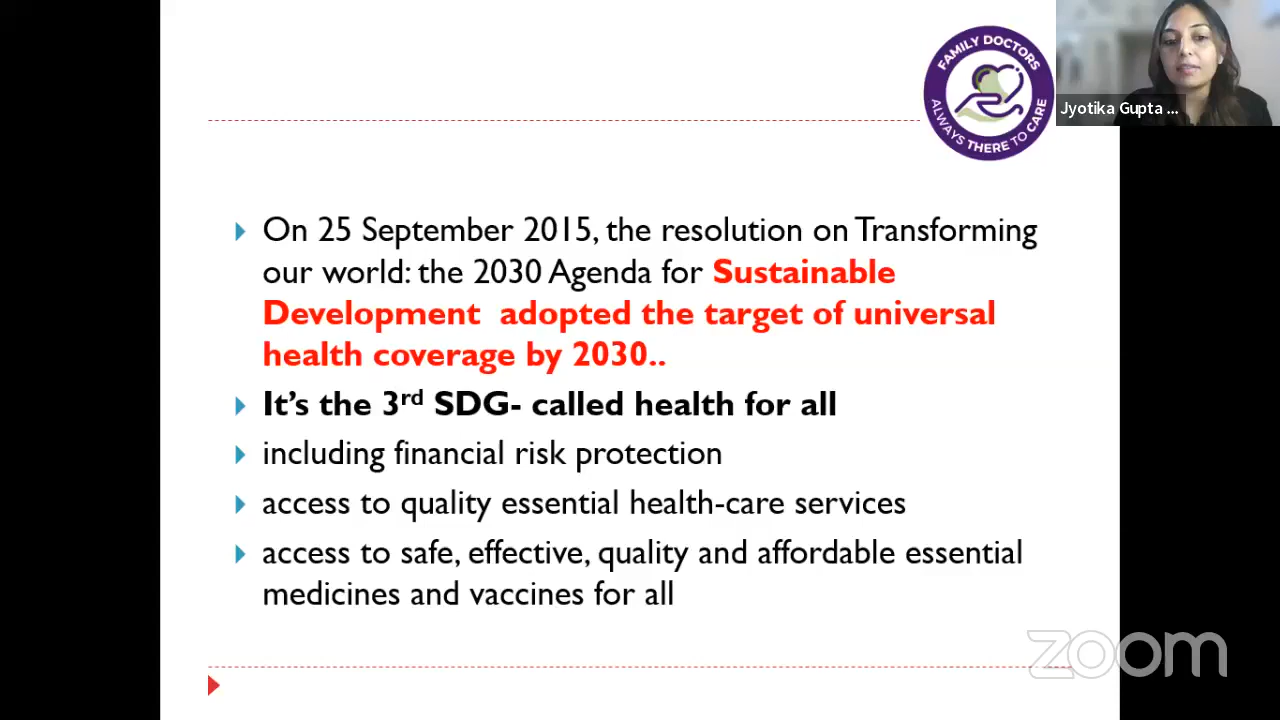 FAMILY DOCTORS
ALWAYS THERE TO CARE
Jyotika Gupta ...
On 25 September 2015, the resolution on Transforming
our world: the 2030 Agenda for Sustainable
Development adopted the target of universal
health coverage by 2030..
It's the 3rd SDG- called health for all
including financial risk protection
access to quality essential health-care services
access to safe, effective, quality and affordable essential
medicines and vaccines for all
zoom